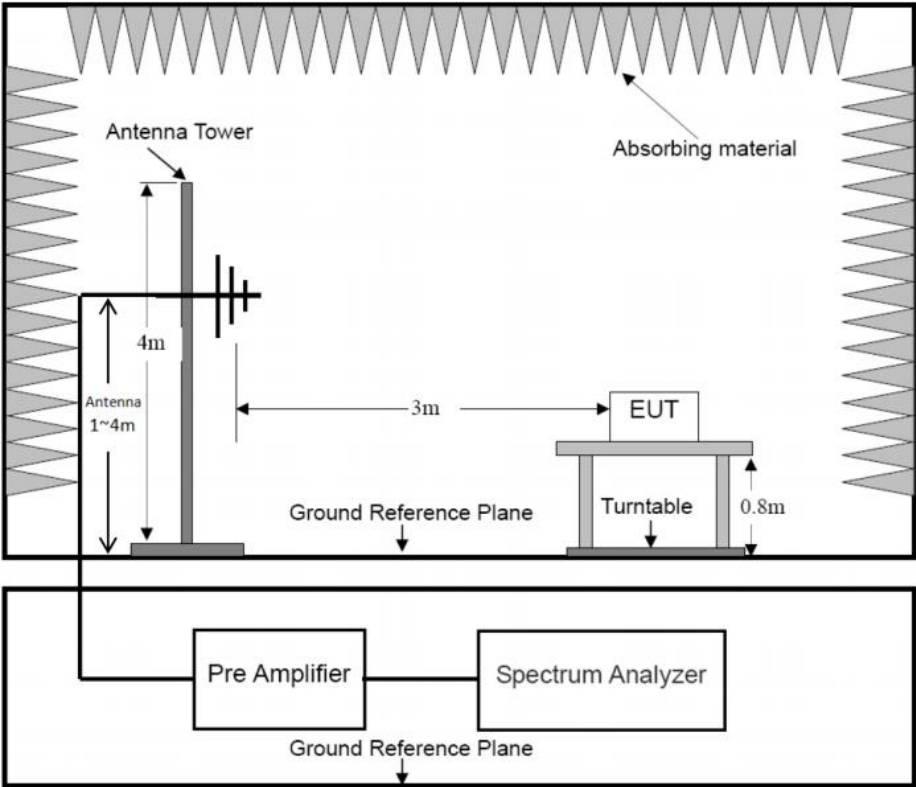 Antenna Tower
Absorbing material
4m
Antenna
1~4m
3m
EUT
0.8m
Ground Reference Plane
Turntable
Pre Amplifier
Spectrum Analyzer
Ground Reference Plane